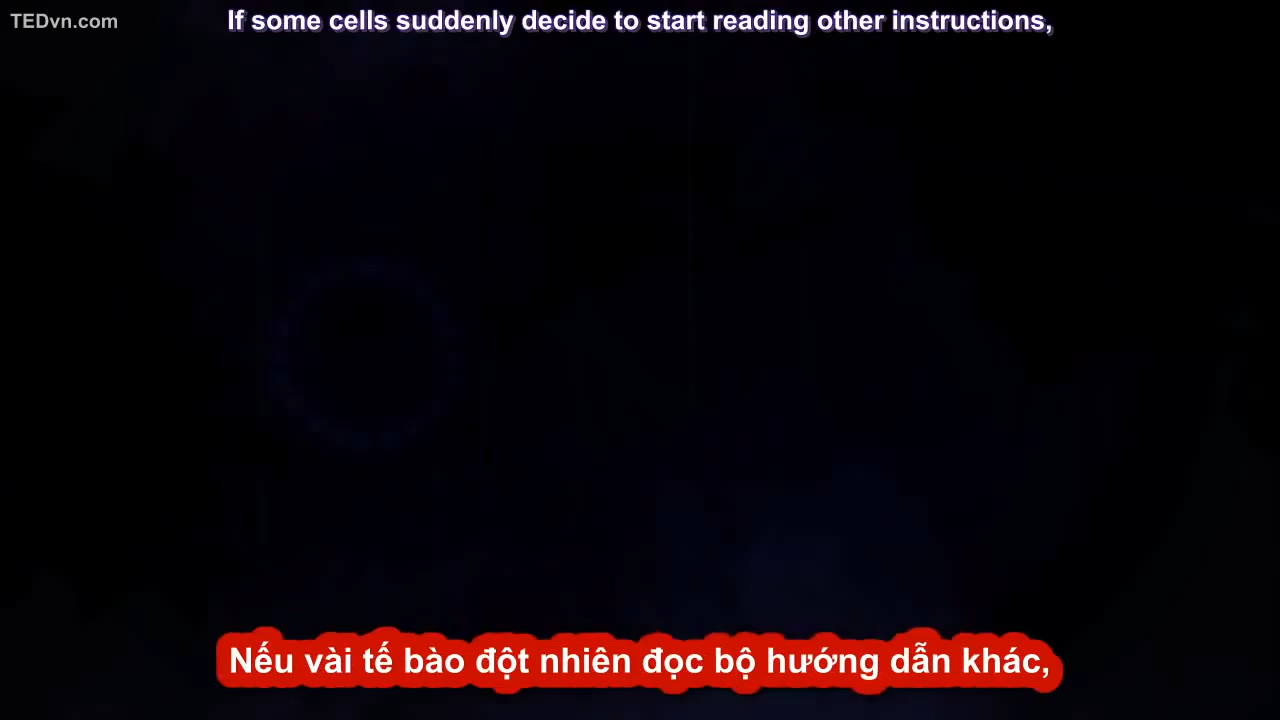 TEDvn.com
If some cells suddenly decide to start reading other instructions,
Nếu vài tế bào đột nhiên đọc bộ hướng dẫn khác,